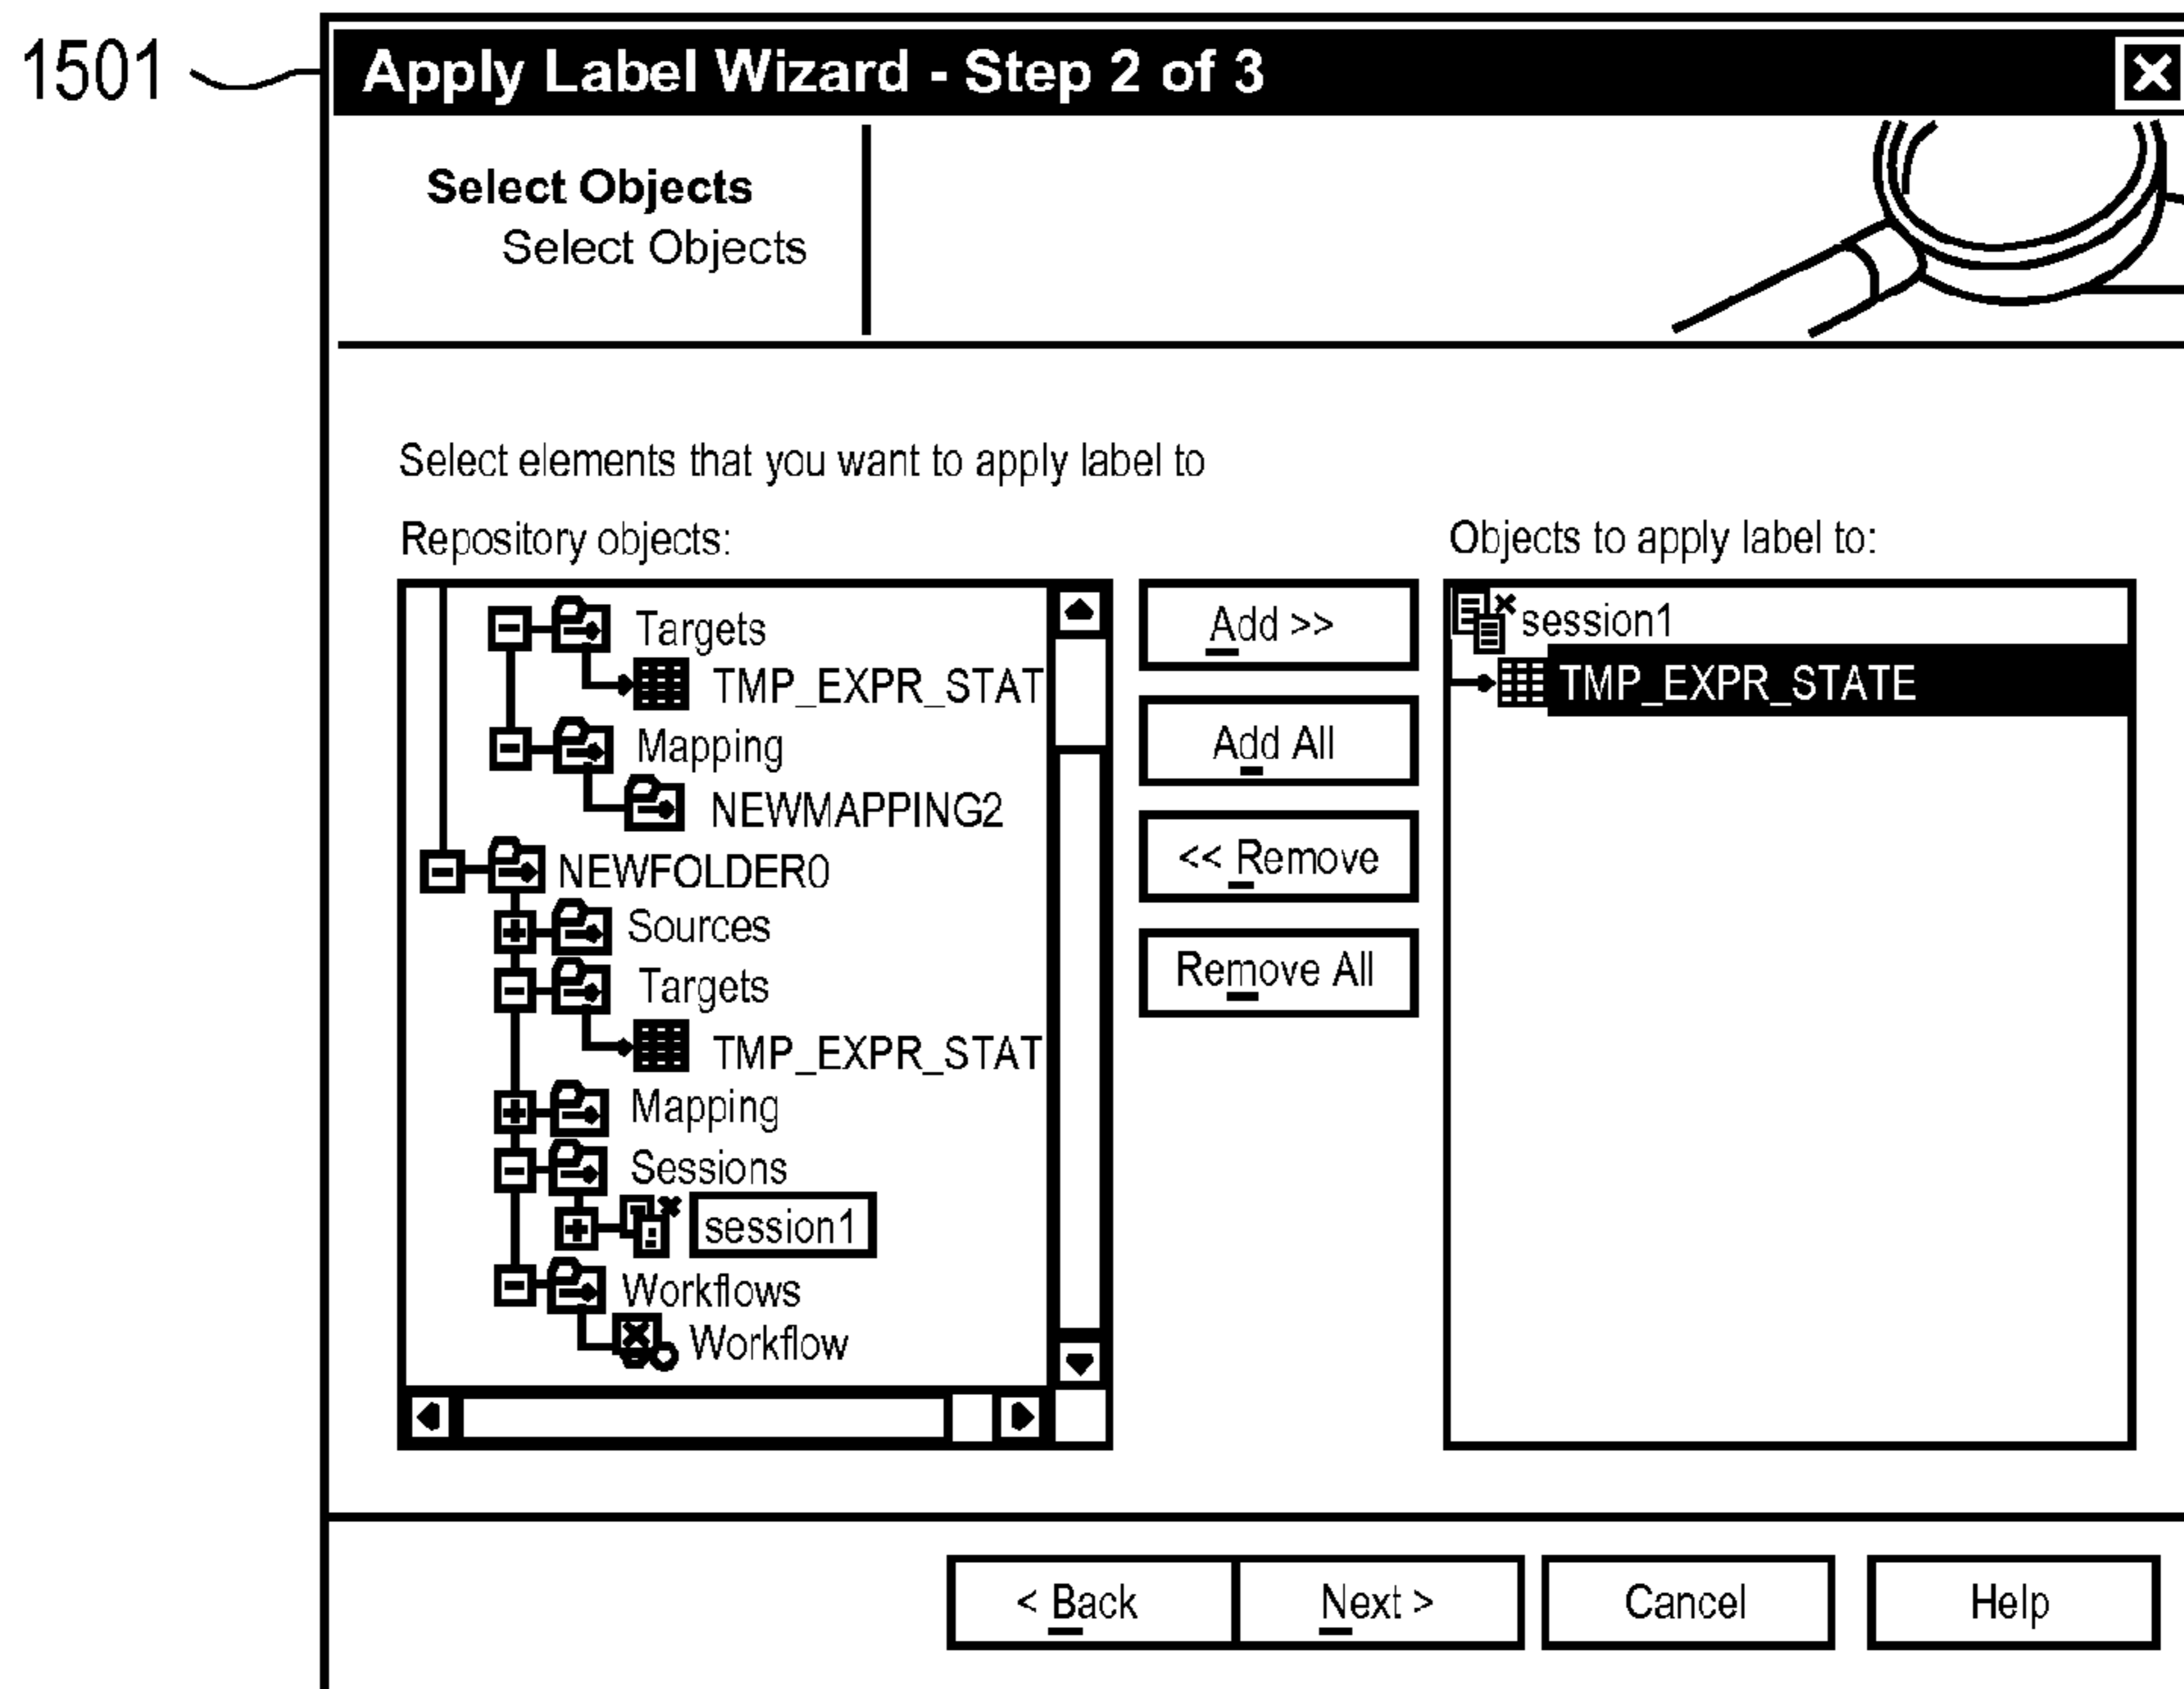 1501
Apply Label Wizard - Step 2 of 3
Select Objects
Select Objects
Select elements that you want to apply label to
Repository objects:
Targets
TMP_EXPR_STAT
Mapping
NEWMAPPING2
NEWFOLDER0
Sources
Targets
TMP_EXPR_STAT
Mapping
Sessions
session1
Workflows
Workflow
Add >>
Add All
<< Remove
Remove All
Objects to apply label to:
session1
TMP_EXPR_STATE
< Back
Next >
Cancel
Help